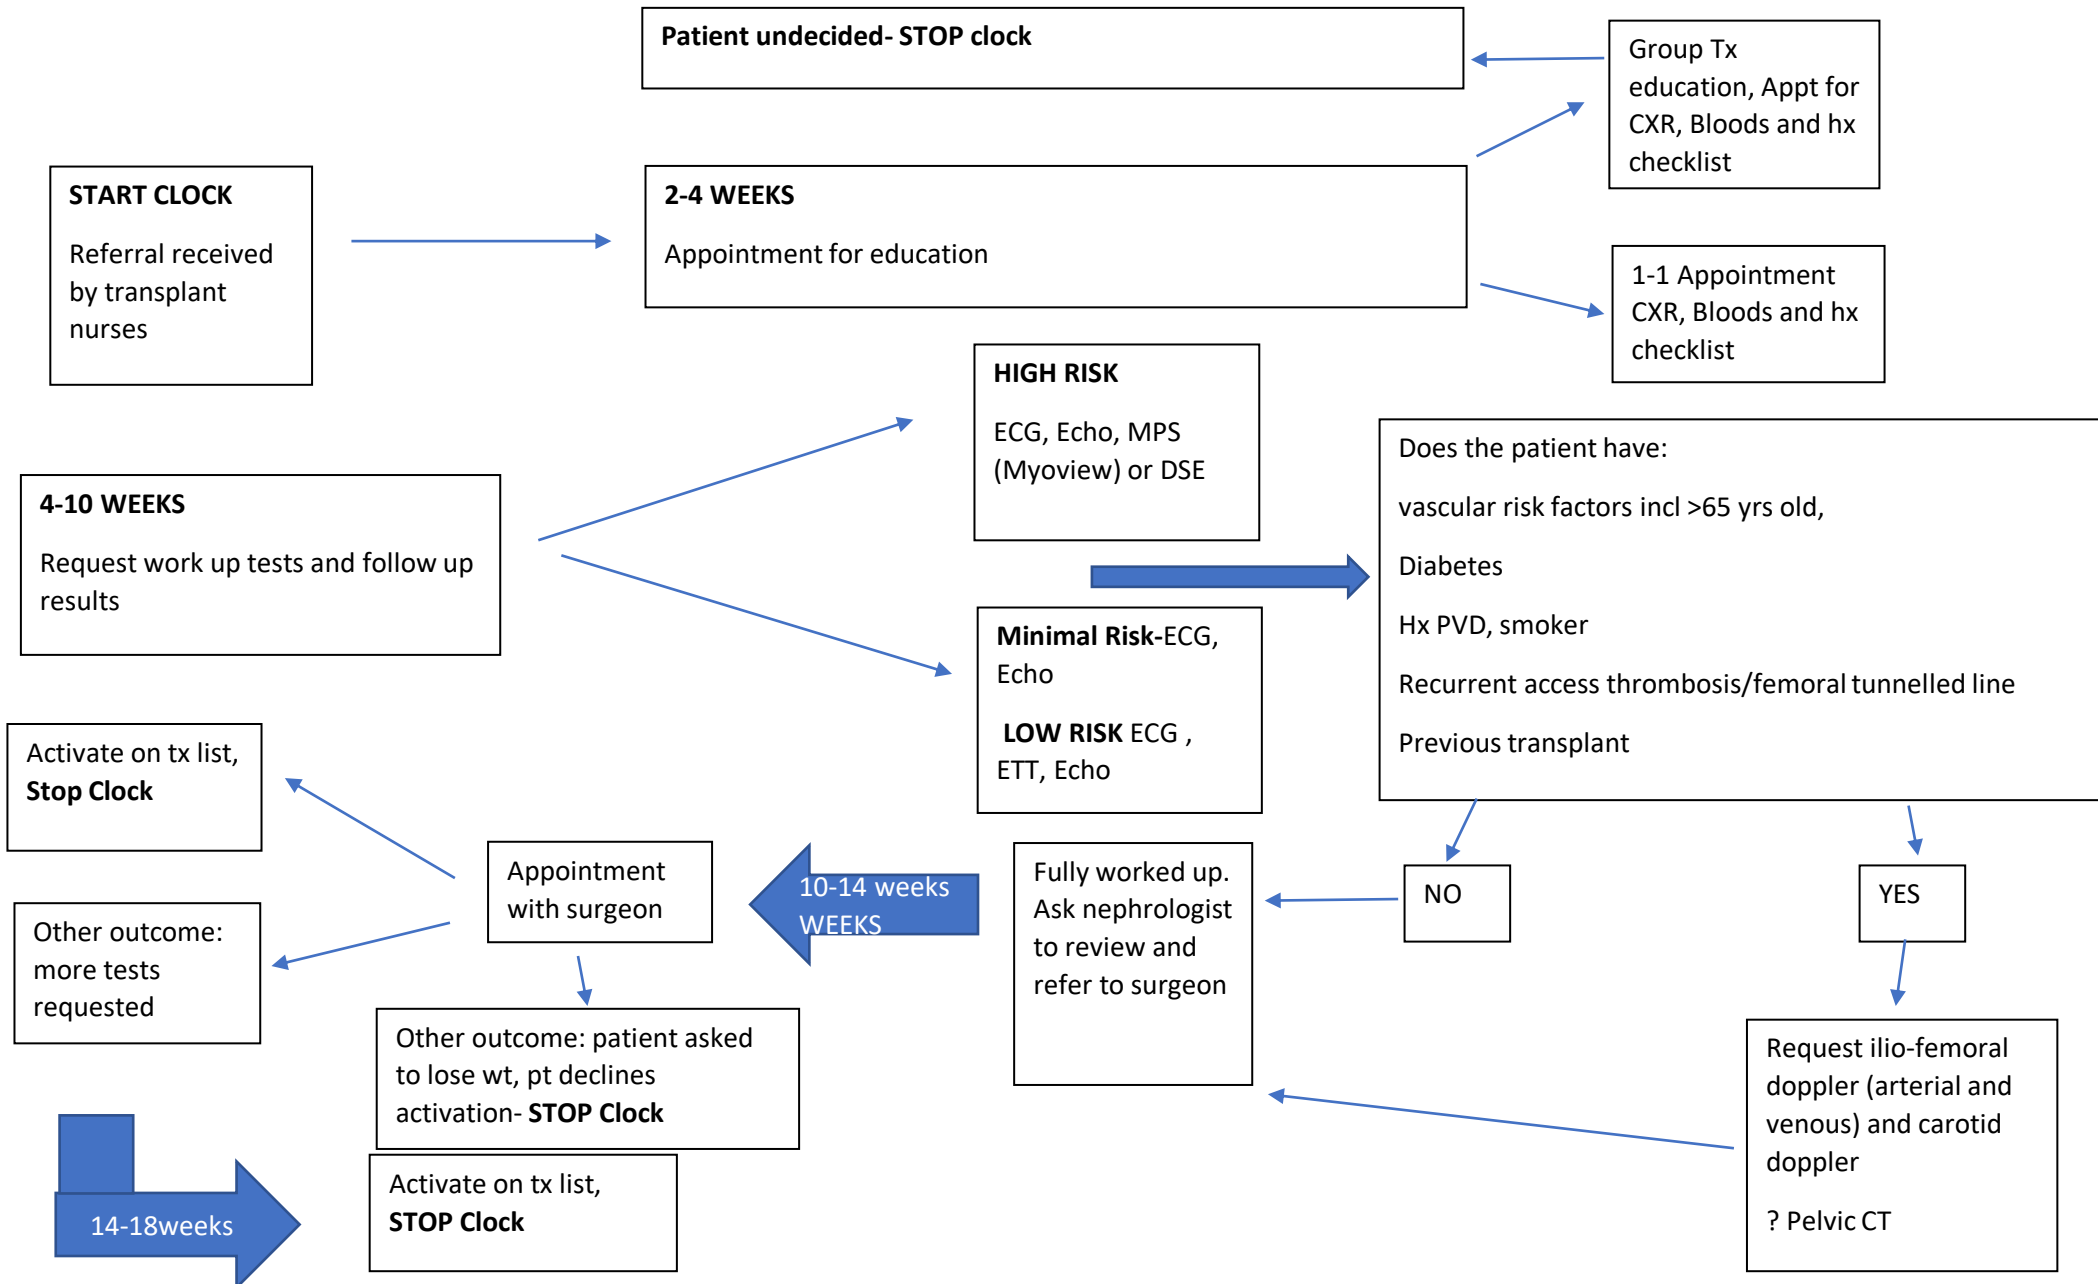 Patient undecided- STOP clock
Group Tx
education, Appt for
CXR, Bloods and hx
checklist
START CLOCK
Referral received
by transplant
nurses
2-4 WEEKS
Appointment for education
1-1 Appointment
CXR, Bloods and hx
checklist
HIGH RISK
ECG, Echo, MPS
(Myoview) or DSE
4-10 WEEKS
Request work up tests and follow up
results
Minimal Risk-ECG,
Echo
LOW RISK ECG ,
ETT, Echo
Does the patient have:
vascular risk factors incl >65 yrs old,
Diabetes
Hx PVD, smoker
Recurrent access thrombosis/femoral tunnelled line
Previous transplant
NO
YES
Request ilio-femoral
doppler (arterial and
venous) and carotid
doppler
? Pelvic CT
Fully worked up.
Ask nephrologist
to review and
refer to surgeon
10-14 weeks
WEEKS
Appointment
with surgeon
Activate on tx list,
Stop Clock
Other outcome:
more tests
requested
Other outcome: patient asked
to lose wt, pt declines
activation- STOP Clock
14-18weeks
Activate on tx list,
STOP Clock